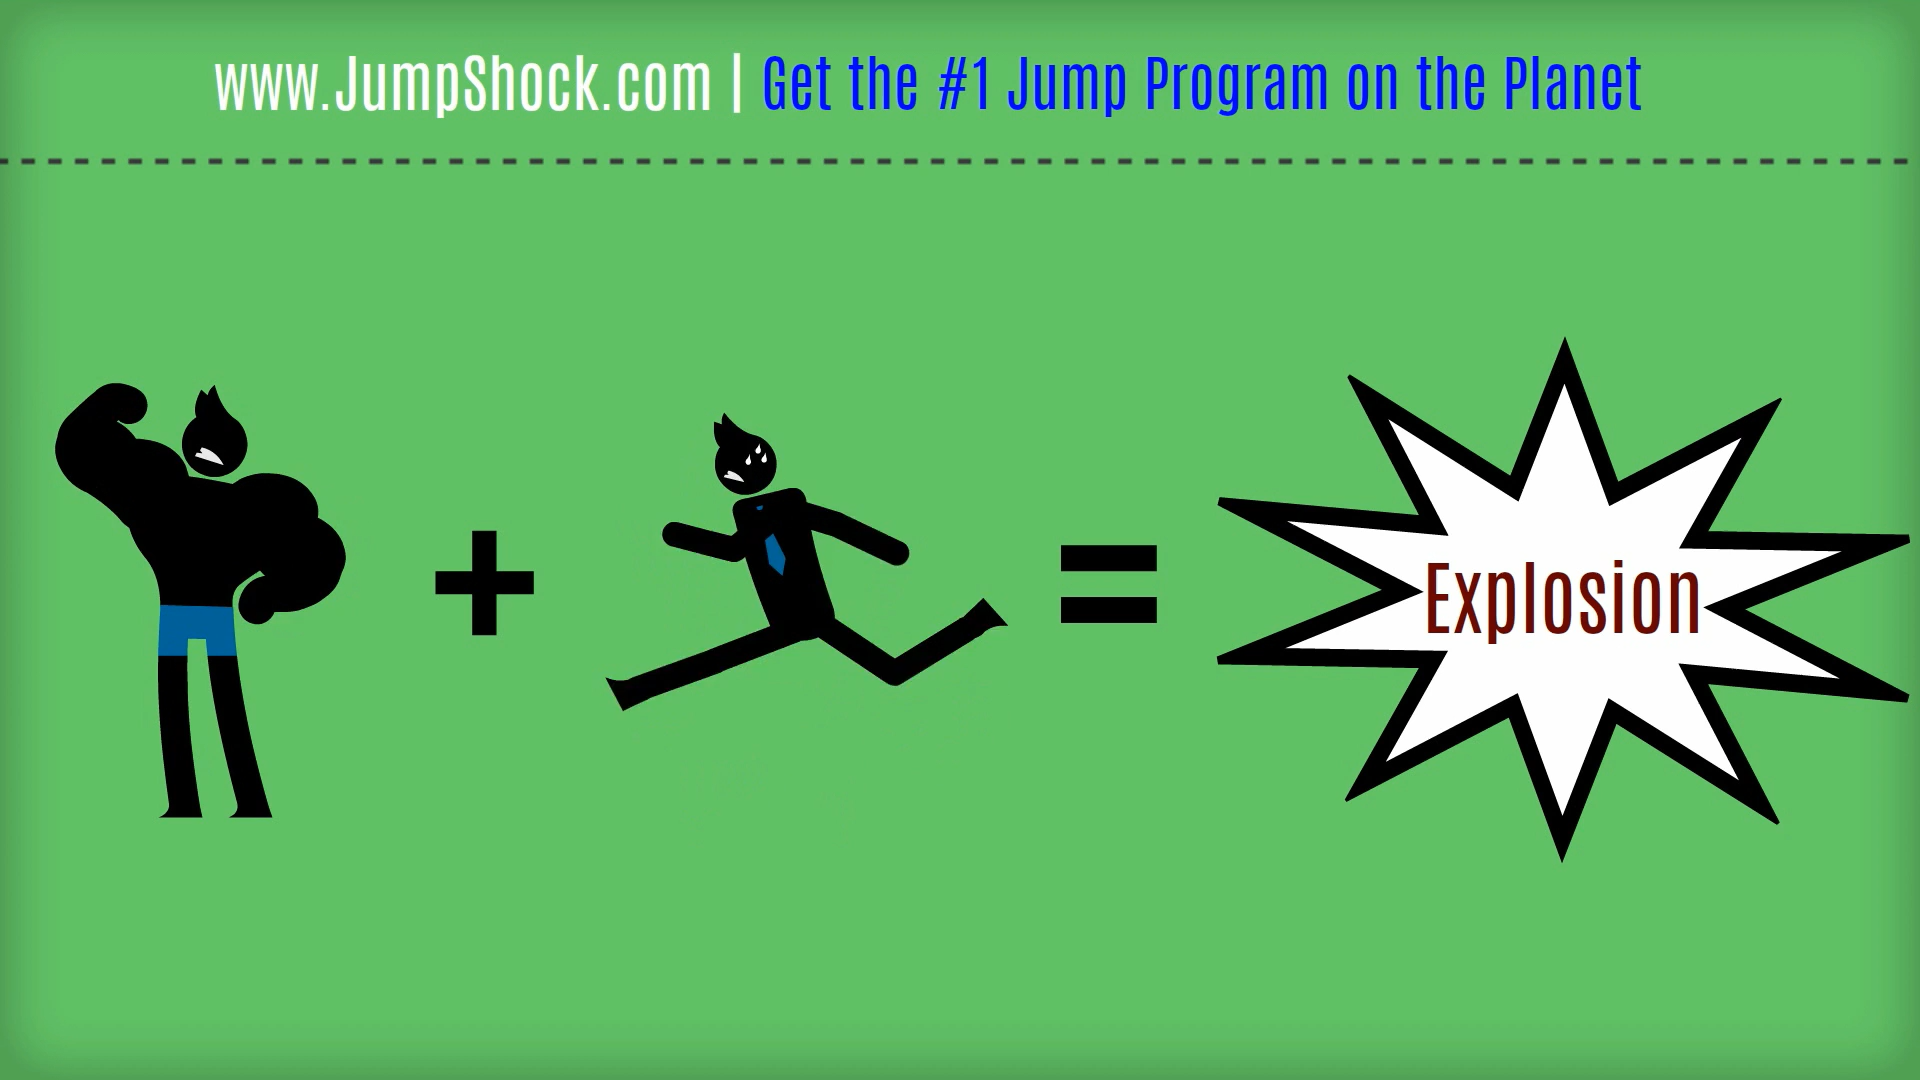 www.JumpShock.com | Get the #1 Jump Program on the Planet
+ =
Explosion